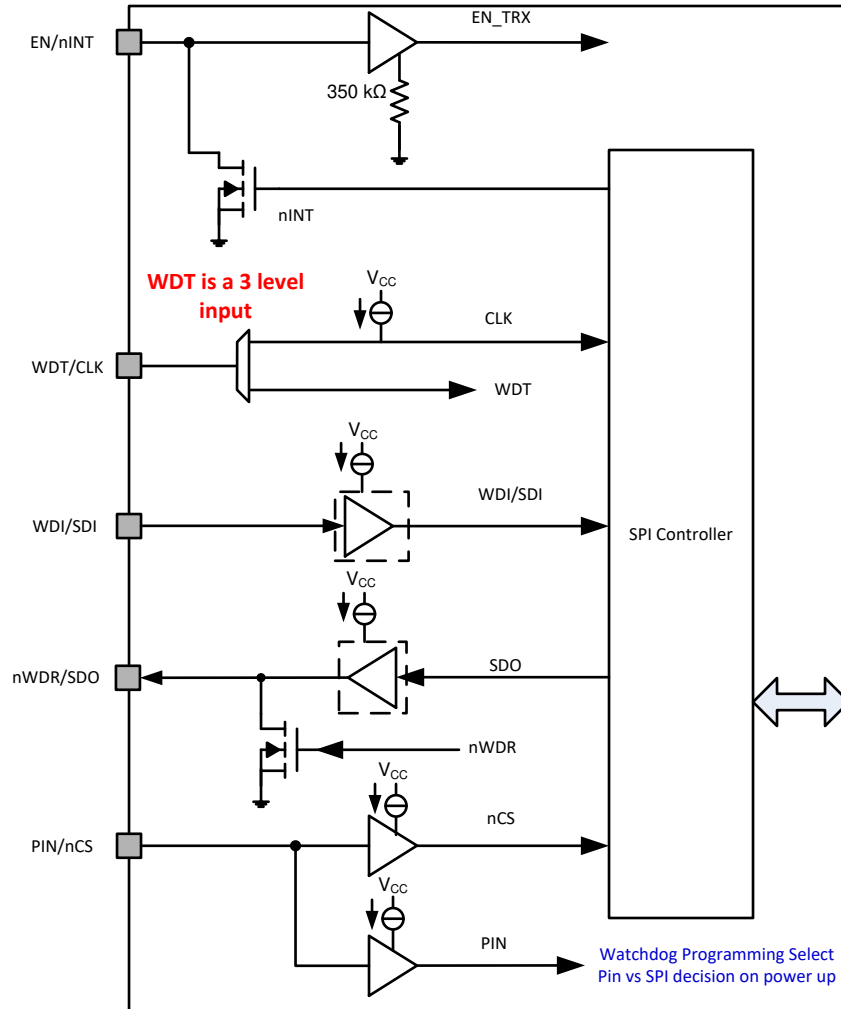 EN_TRX
EN/nINT
350 kΩ
nINT
WDT is a 3 level
input
VCC
CLK
WDT/CLK
WDT
VCC
WDI/SDI
WDI/SDI
SPI Controller
VCC
nWDR/SDO
SDO
nWDR
VCC
nCS
PIN/nCS
VCC
PIN
Watchdog Programming Select
Pin vs SPI decision on power up